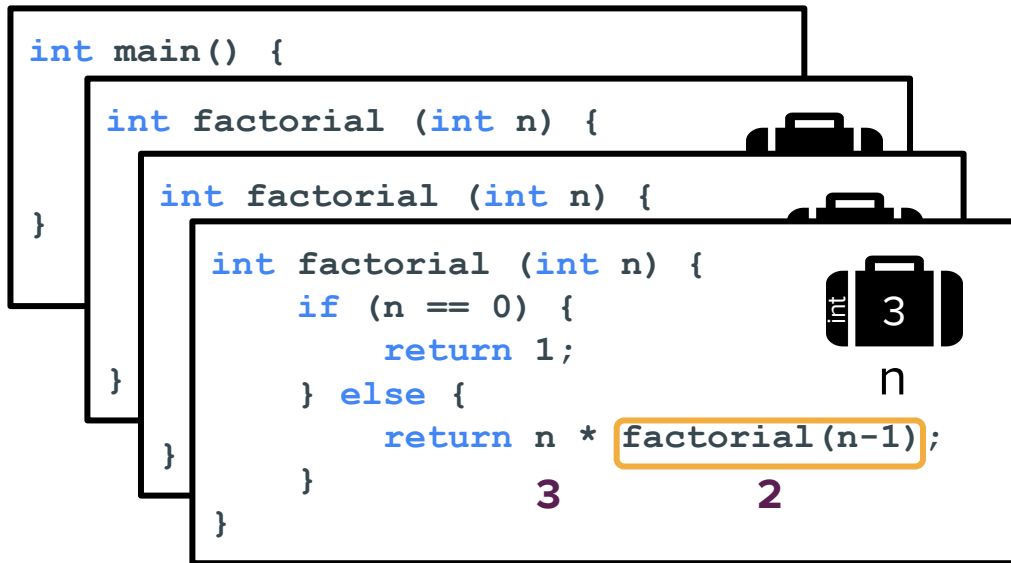 int main() {
}
int factorial (int n) {
}
int factorial (int n) {
}
int factorial (int n) {
if (n == 0) {
return 1;
} else {
return n * factorial(n-1);
}
}
3 2
int 3
n